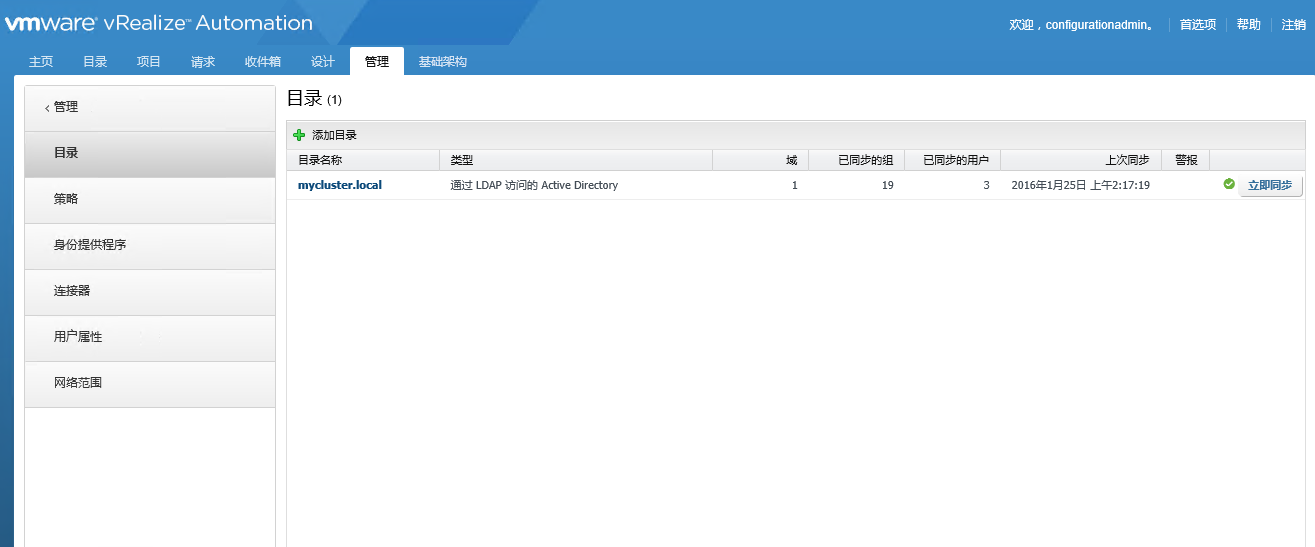 vmware® vRealize™ Automation
欢迎，configurationadmin。 首选项 帮助 注销
主页 目录 项目 请求 收件箱 设计 管理 基础架构
‹ 管理
目录
策略
身份提供程序
连接器
用户属性
网络范围
目录 (1)
添加目录
目录名称 类型 域 已同步的组 已同步的用户 上次同步 警报
mycluster.local 通过 LDAP 访问的 Active Directory 1 19 3 2016年1月25日 上午2:17:19 立即同步